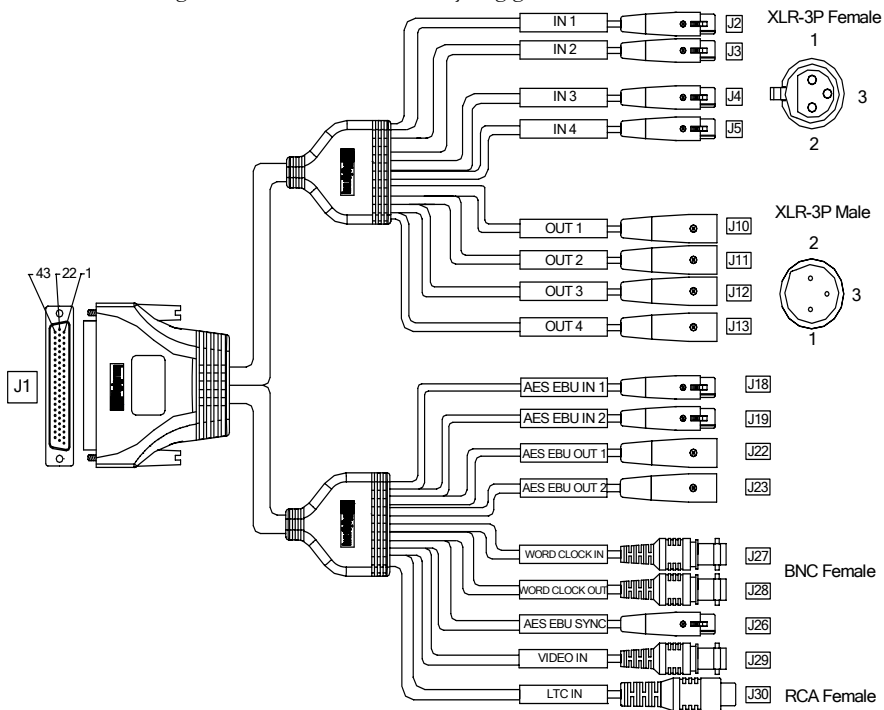 IN 1 J2 XLR-3P Female
1
IN 2 J3
IN 3 J4 3
IN 4 J5
2
OUT 1 J10 XLR-3P Male
OUT 2 J11 2
OUT 3 J12 3
OUT 4 J13 1
43 22 1
J1
AES EBU IN 1 J18
AES EBU IN 2 J19
AES EBU OUT 1 J22
AES EBU OUT 2 J23
WORD CLOCK IN J27
BNC Female
WORD CLOCK OUT J28
AES EBU SYNC J26
VIDEO IN J29
LTC IN J30 RCA Female